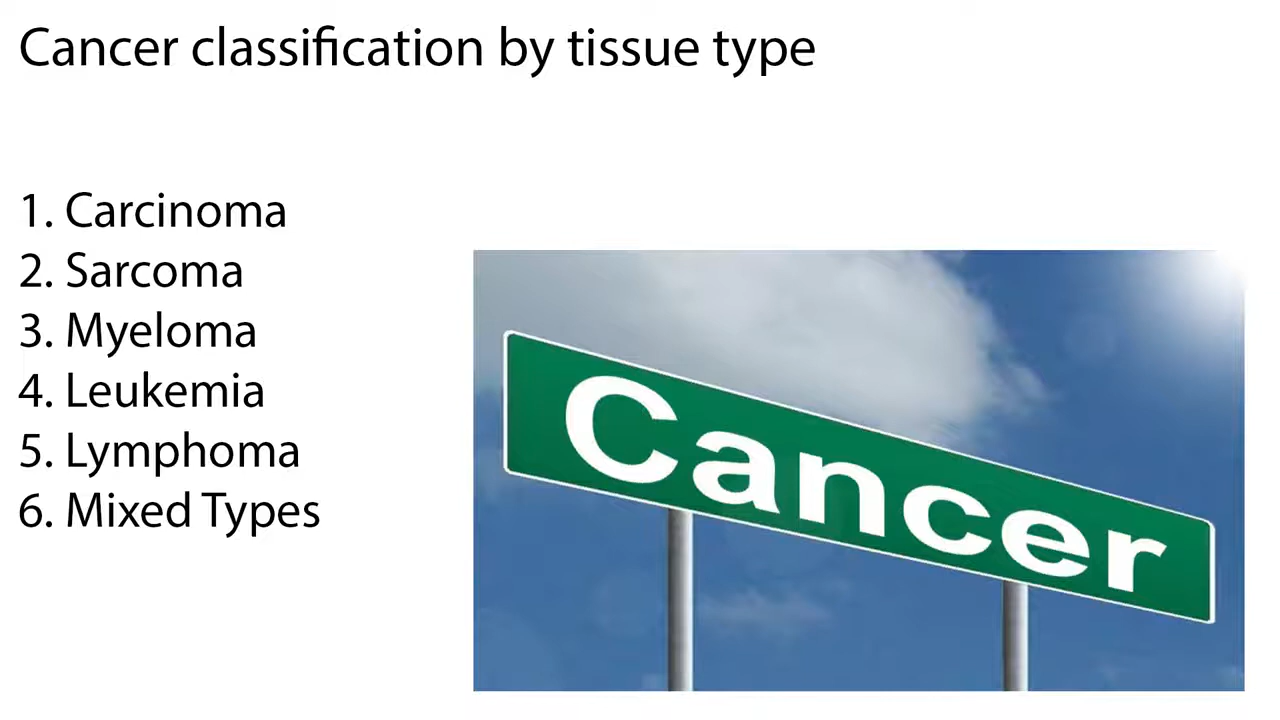 Cancer classification by tissue type
1. Carcinoma
2. Sarcoma
3. Myeloma
4. Leukemia
5. Lymphoma
6. Mixed Types
Cancer